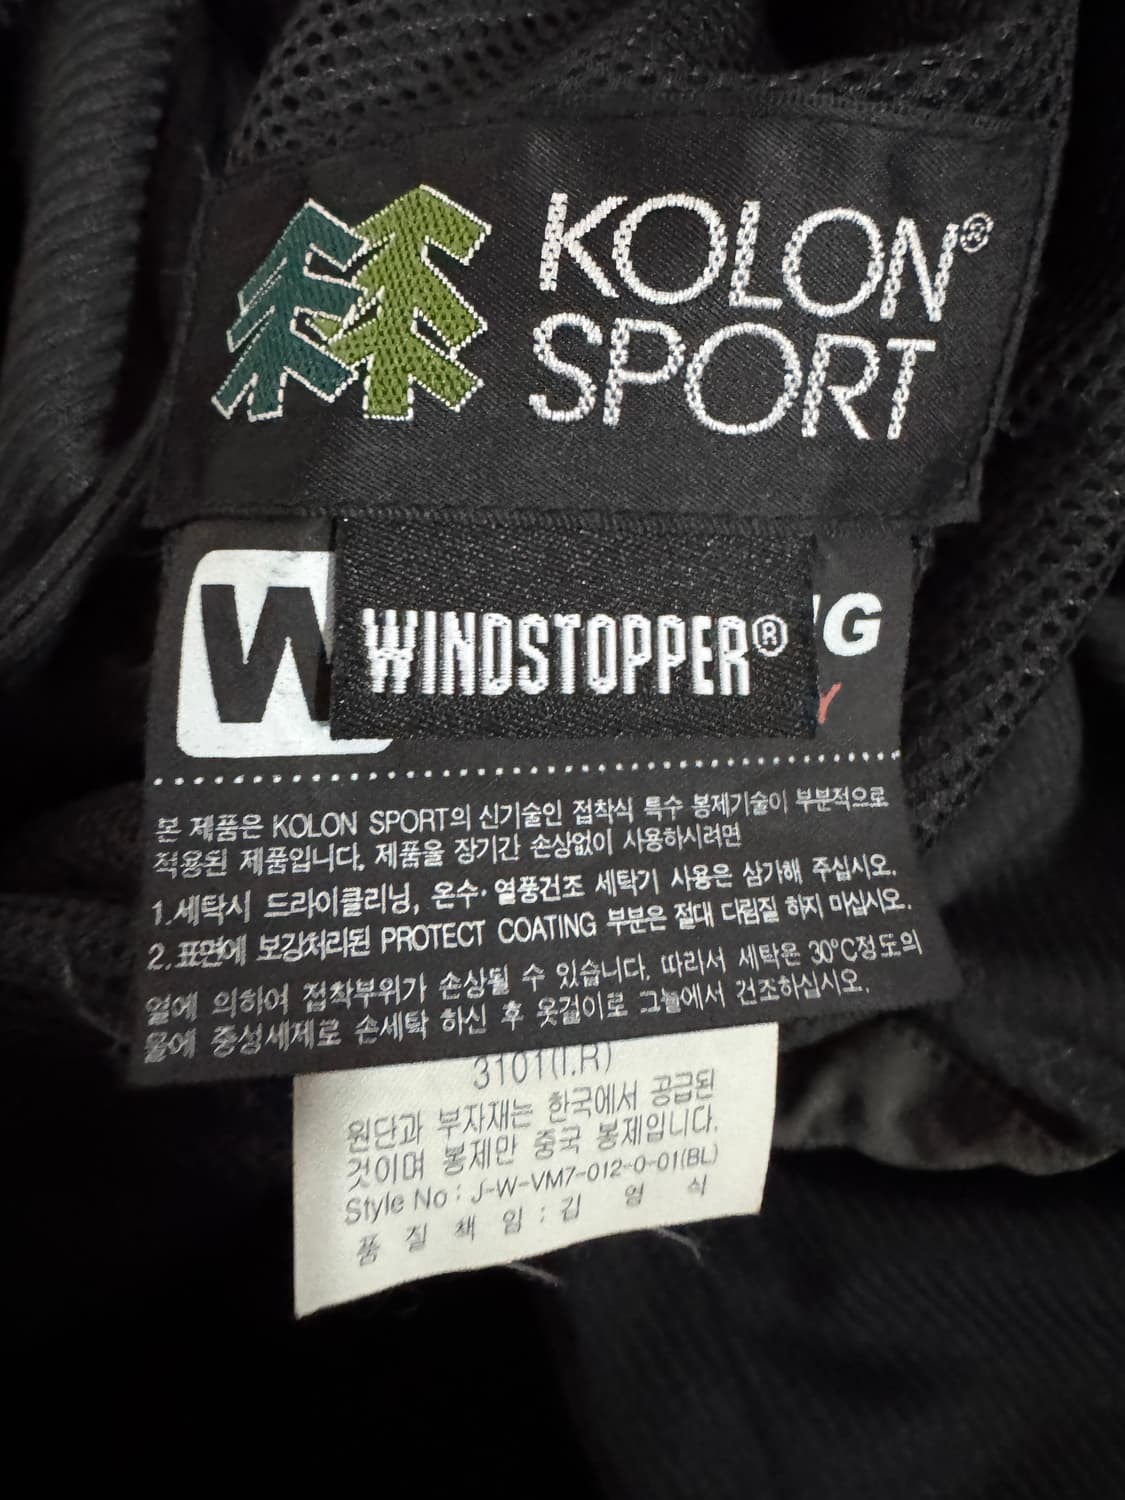 KOLON®
SPORT
W
WINDSTOPPER®
G
본 제품은 KOLON SPORT의 신기술인 접착식 특수 봉제기술이 부분적으로
적용된 제품입니다. 제품을 장기간 손상없이 사용하시려면
1.세탁시 드라이클리닝, 온수·열풍건조 세탁기 사용은 삼가해 주십시오.
2.표면에 보강처리된 PROTECT COATING 부분은 절대 다림질 하지 마십시오.
열에 의하여 접착부위가 손상될 수 있습니다. 따라서 세탁은 30°C정도의
물에 중성세제로 손세탁 하신 후 옷걸이로 그늘에서 건조하십시오.
3101(I.R)
원단과 부자재는 한국에서 공급된
것이며 봉제만 중국 봉제입니다.
Style No : J-W-VM7-012-0-01(BL)
품 질 책 임 : 김 영 식